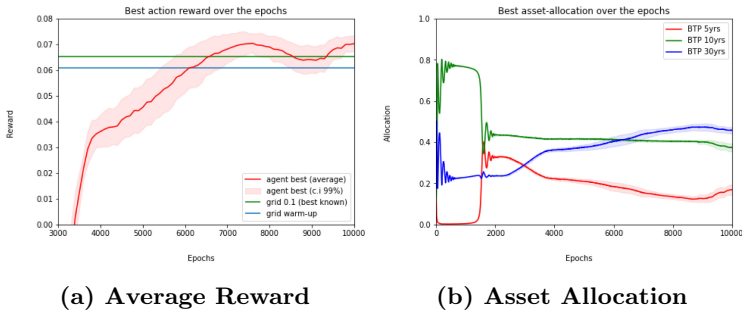 Best action reward over the epochs
0.08
0.07
0.06
0.05
0.04
0.03
0.02
0.01
0.00
Reward
3000 4000 5000 6000 7000 8000 9000 10000
Epochs
agent best (average)
agent best (c.i 99%)
grid 0.1 (best known)
grid warm-up
(a) Average Reward
Best asset-allocation over the epochs
1.0
0.8
0.6
0.4
0.2
0.0
Allocation
0 2000 4000 6000 8000 10000
Epochs
BTP 5yrs
BTP 10yrs
BTP 30yrs
(b) Asset Allocation